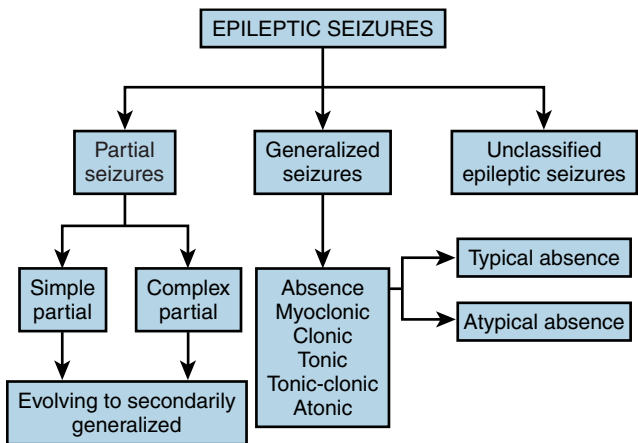 EPILEPTIC SEIZURES
Partial
seizures
Generalized
seizures
Unclassified
epileptic seizures
Simple
partial
Complex
partial
Evolving to secondarily
generalized
Absence
Myoclonic
Clonic
Tonic
Tonic-clonic
Atonic
Typical absence
Atypical absence